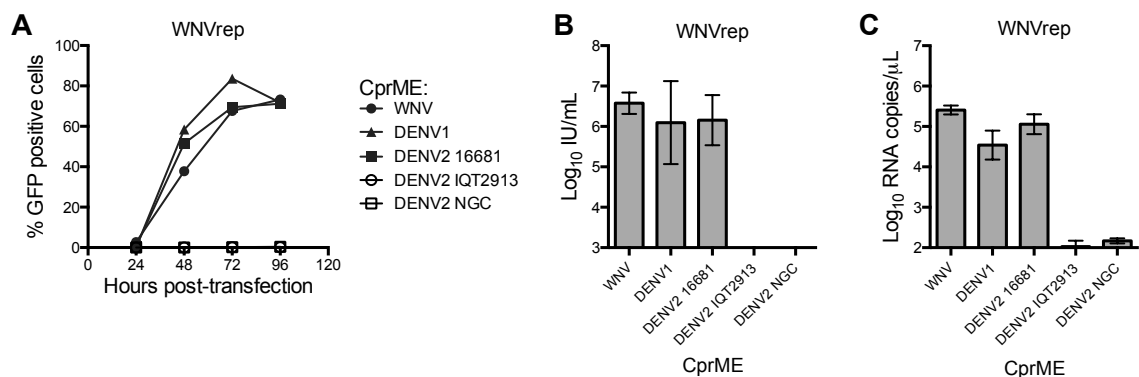 A
WNVrep
100
80
60
40
20
0
% GFP positive cells
0
24
48
72
96
120
Hours post-transfection
CprME:
WNV
DENV1
DENV2 16681
DENV2 IQT2913
DENV2 NGC
B
WNVrep
7
6
5
4
3
Log10 IU/mL
WNV
DENV1
DENV2 16681
DENV2 IQT2913
DENV2 NGC
CprME
C
WNVrep
6
5
4
3
2
Log10 RNA copies/μL
WNV
DENV1
DENV2 16681
DENV2 IQT2913
DENV2 NGC
CprME